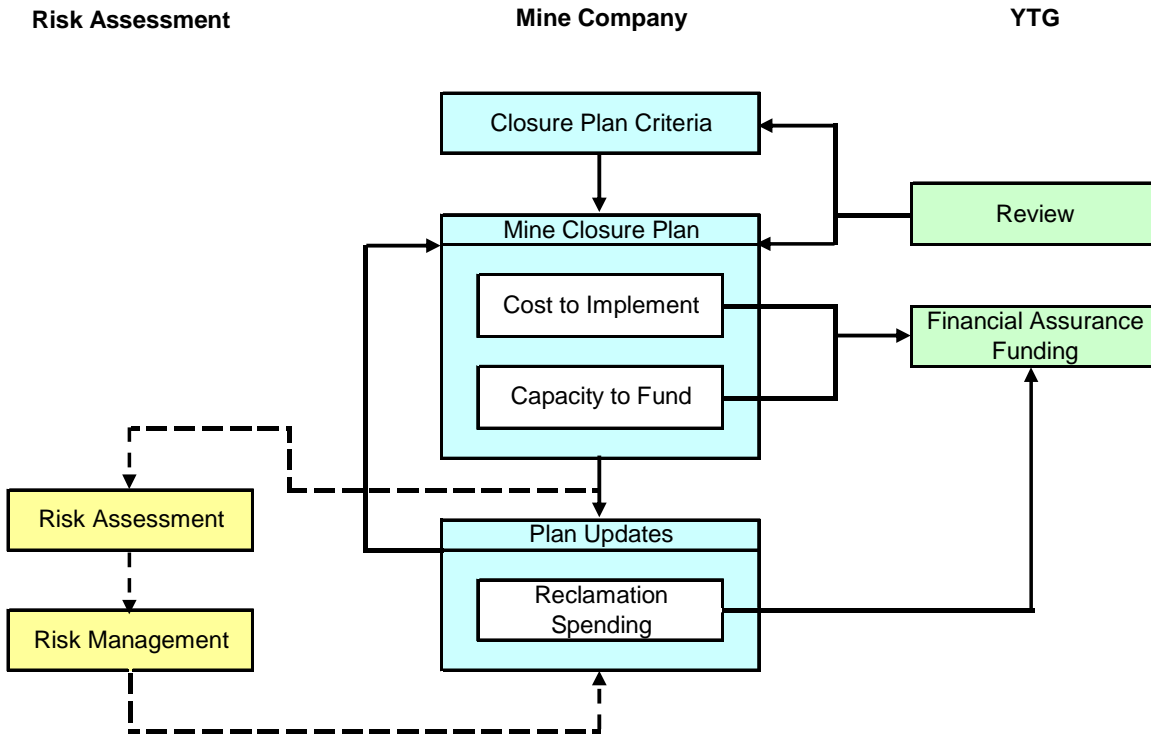 Risk Assessment
Mine Company
YTG
Closure Plan Criteria
Review
Mine Closure Plan
Cost to Implement
Financial Assurance
Funding
Capacity to Fund
Risk Assessment
Plan Updates
Reclamation
Spending
Risk Management